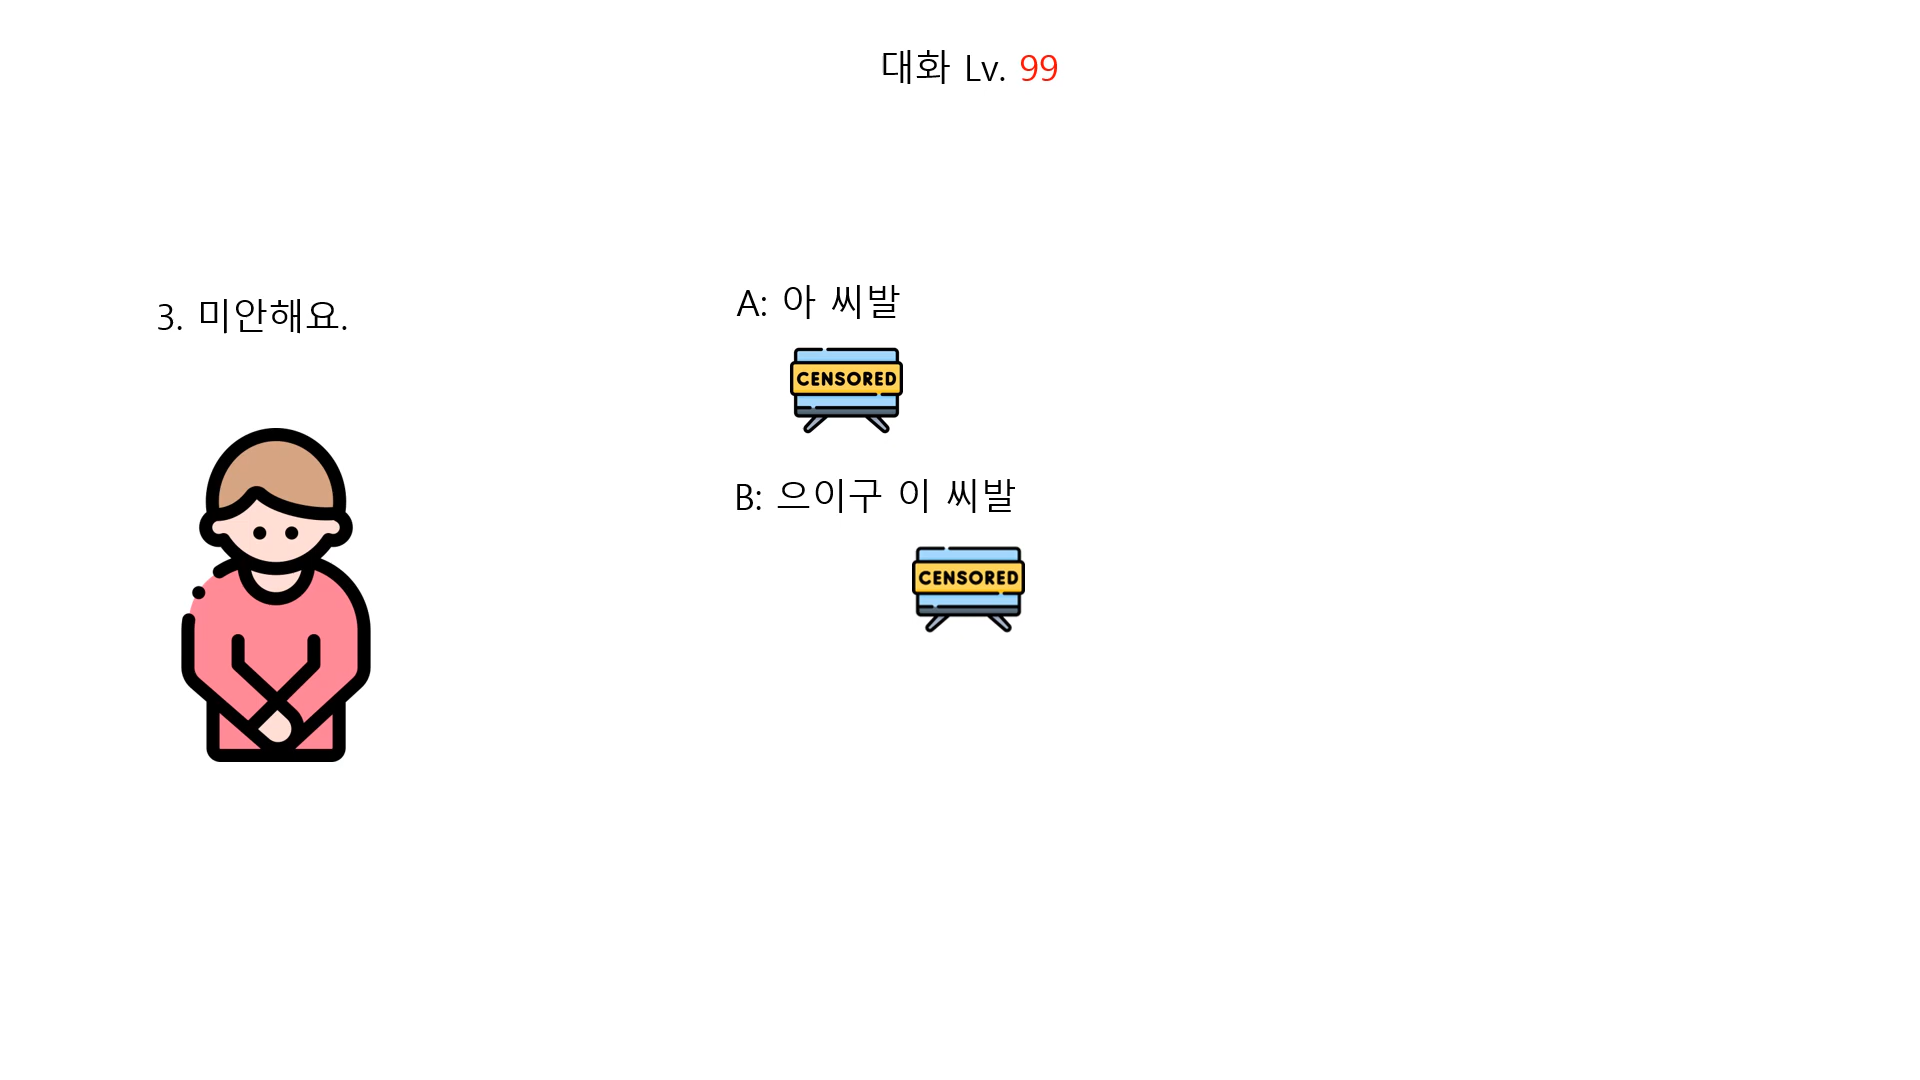 대화 Lv. 99
3. 미안해요.
A: 아 씨발
CENSORED
B: 으이구 이 씨발
CENSORED